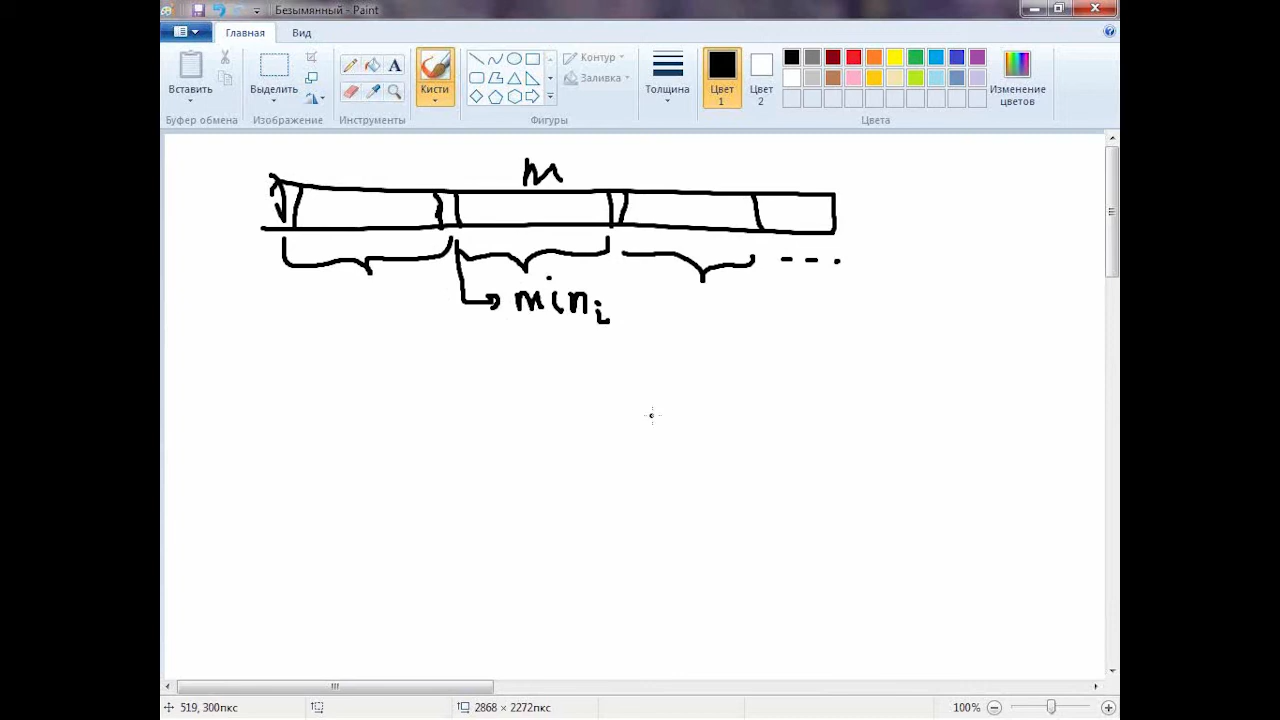 Безымянный - Paint
Главная Вид
Вставить Выделить Кисти Контур Заливка Толщина Цвет 1 Цвет 2 Изменение цветов
Буфер обмена Изображение Инструменты Фигуры Цвета
m
min i
519, 300пкс 2868 × 2272пкс 100%